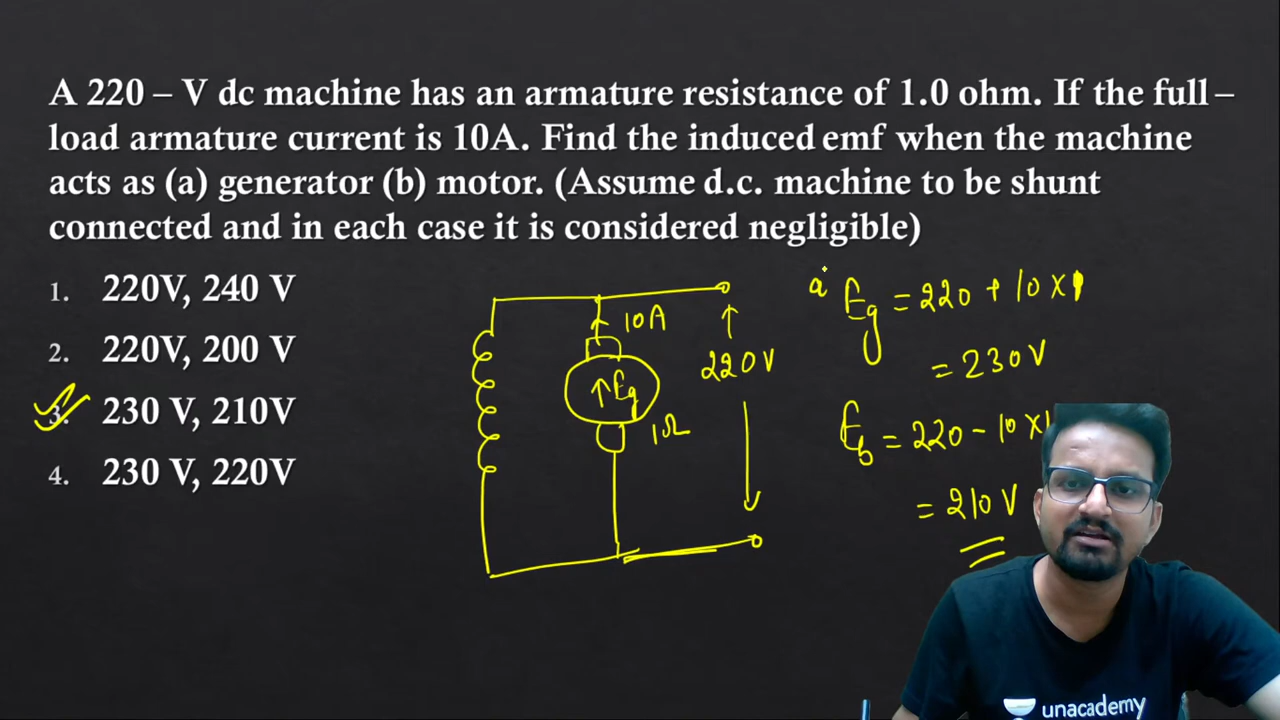 A 220 – V dc machine has an armature resistance of 1.0 ohm. If the full –
load armature current is 10A. Find the induced emf when the machine
acts as (a) generator (b) motor. (Assume d.c. machine to be shunt
connected and in each case it is considered negligible)
1. 220V, 240 V
2. 220V, 200 V
3. 230 V, 210V
4. 230 V, 220V
10A
Eg
1Ω
220V
a Eg = 220 + 10 X 1
= 230V
Eb = 220 - 10 X1
= 210 V
unacademy